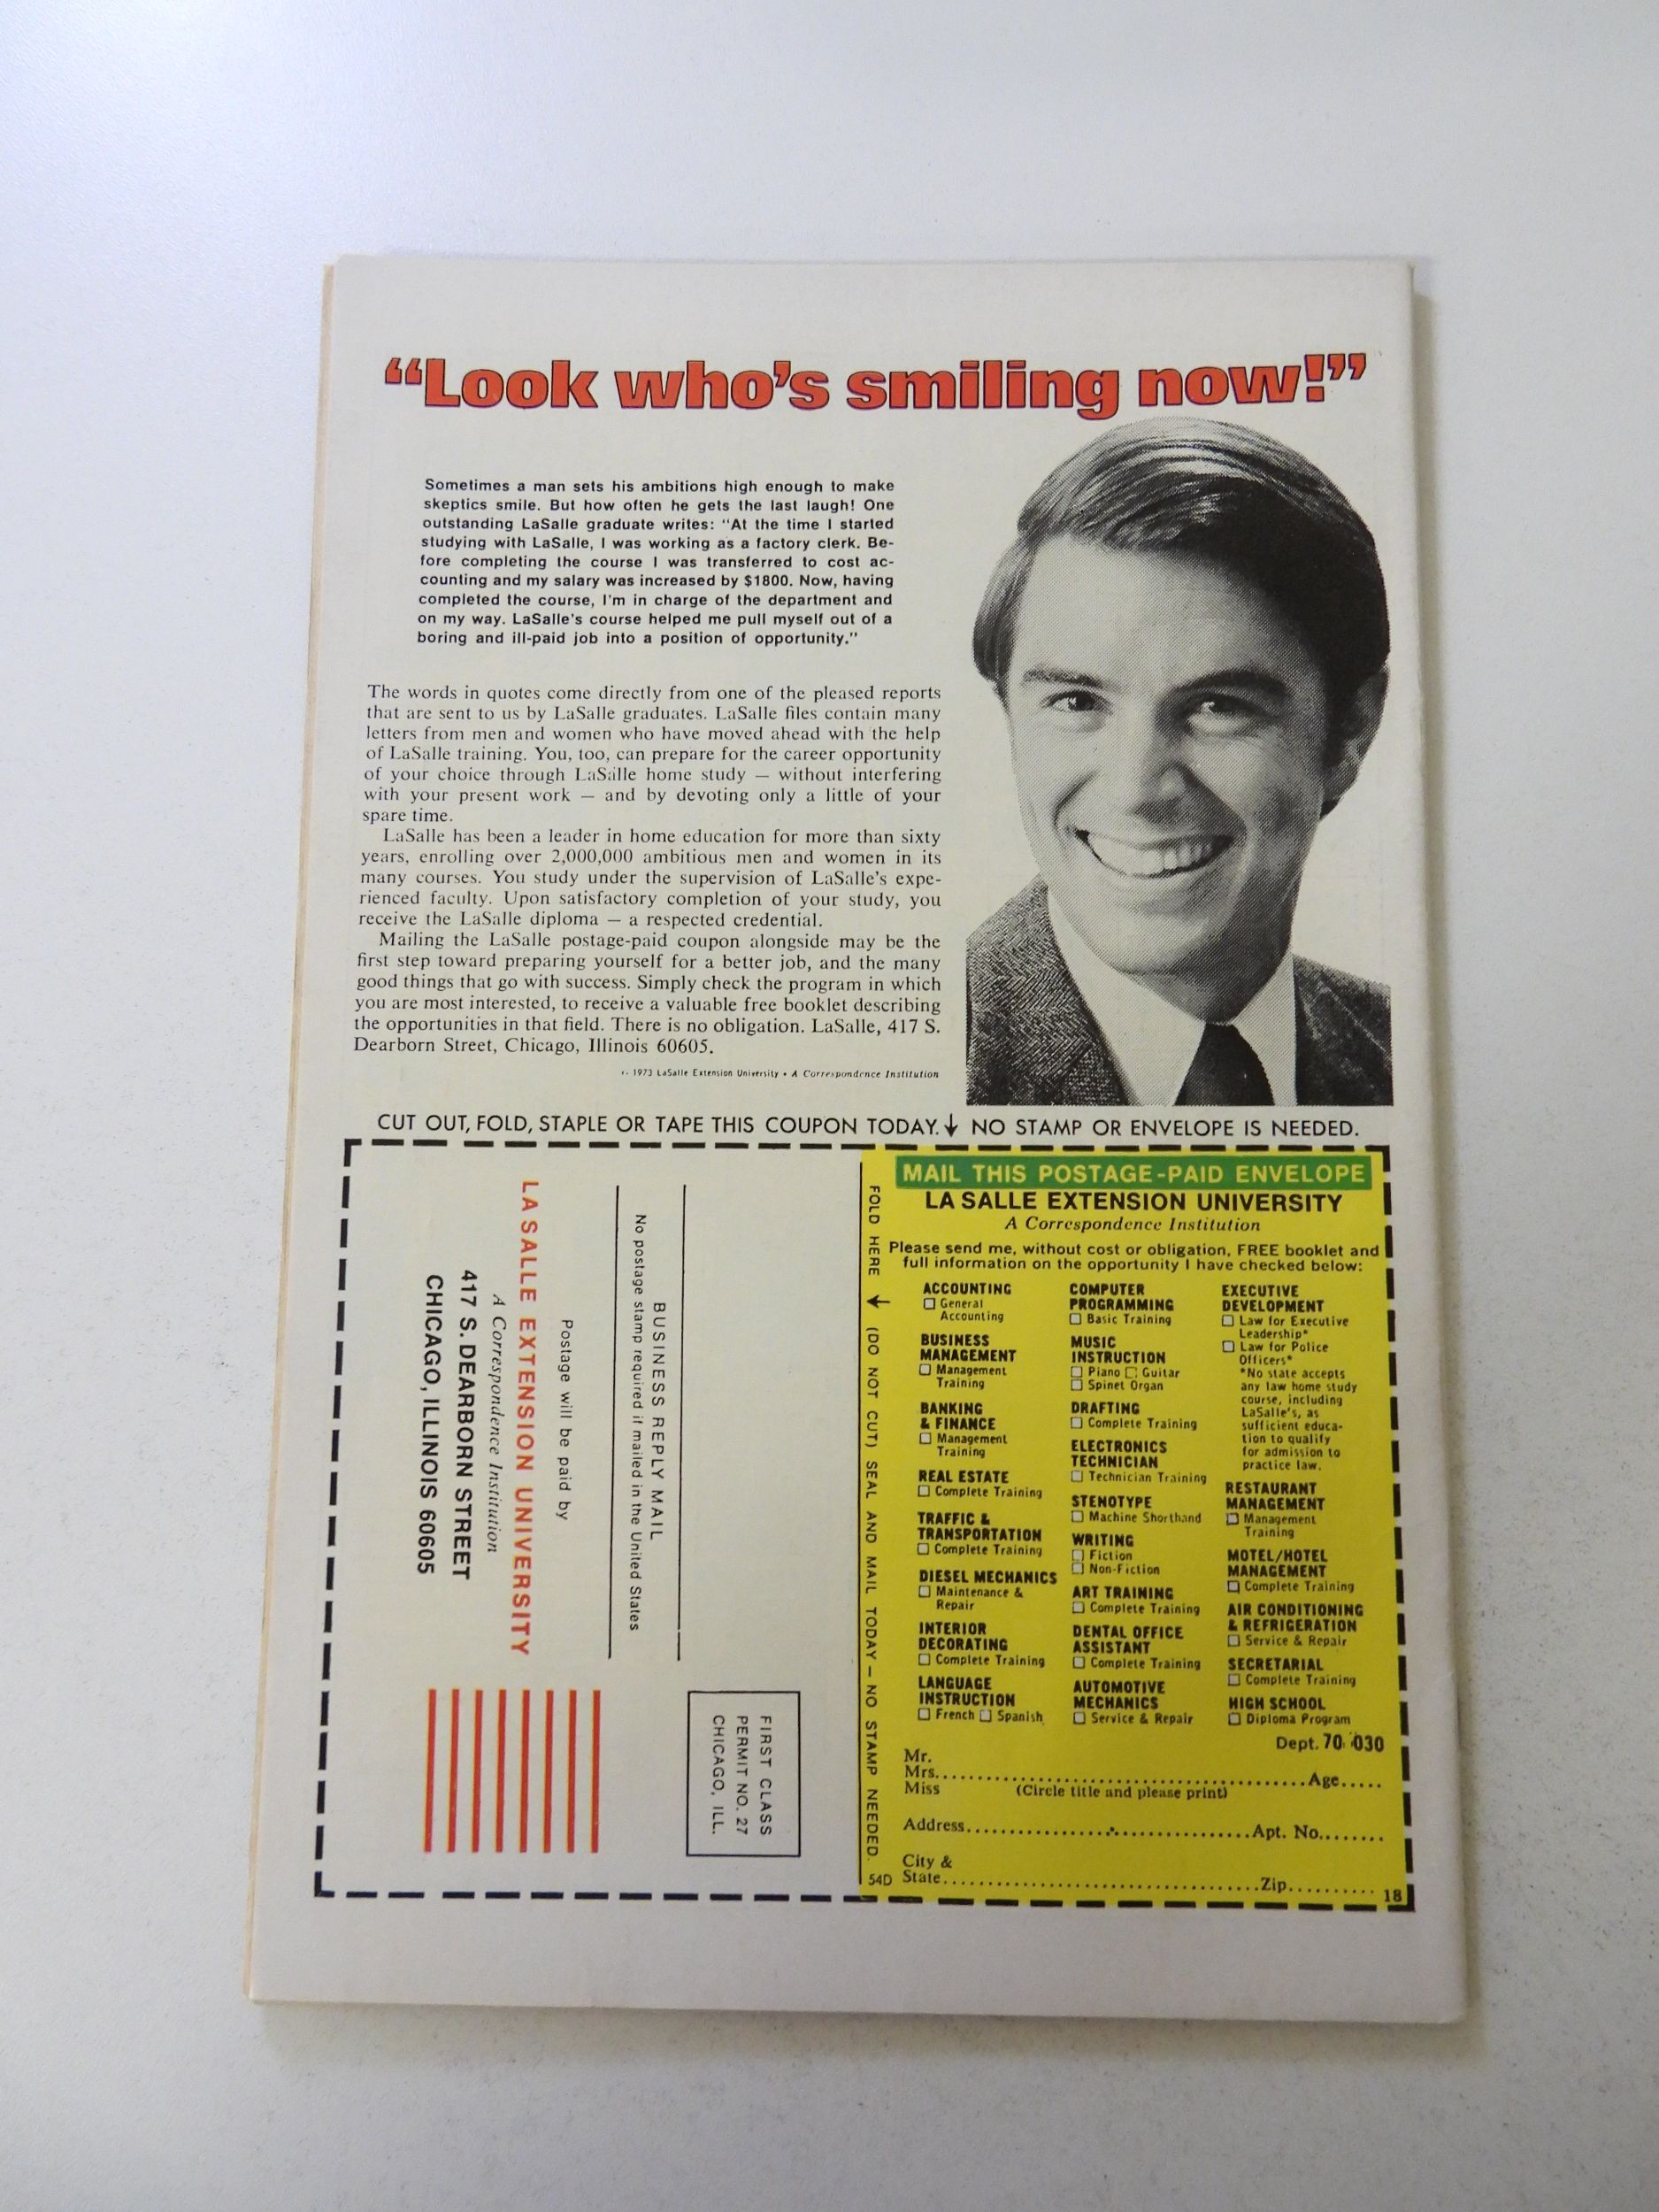 “Look who’s smiling now!”
Sometimes a man sets his ambitions high enough to make
skeptics smile. But how often he gets the last laugh! One
outstanding LaSalle graduate writes: “At the time I started
studying with LaSalle, I was working as a factory clerk. Be-
fore completing the course I was transferred to cost ac-
counting and my salary was increased by $1800. Now, having
completed the course, I’m in charge of the department and
on my way. LaSalle’s course helped me pull myself out of a
boring and ill-paid job into a position of opportunity.”
The words in quotes come directly from one of the pleased reports
that are sent to us by LaSalle graduates. LaSalle files contain many
letters from men and women who have moved ahead with the help
of LaSalle training. You, too, can prepare for the career opportunity
of your choice through LaSalle home study — without interfering
with your present work — and by devoting only a little of your
spare time.
LaSalle has been a leader in home education for more than sixty
years, enrolling over 2,000,000 ambitious men and women in its
many courses. You study under the supervision of LaSalle’s expe-
rienced faculty. Upon satisfactory completion of your study, you
receive the LaSalle diploma — a respected credential.
Mailing the LaSalle postage-paid coupon alongside may be the
first step toward preparing yourself for a better job, and the many
good things that go with success. Simply check the program in which
you are most interested, to receive a valuable free booklet describing
the opportunities in that field. There is no obligation. LaSalle, 417 S.
Dearborn Street, Chicago, Illinois 60605.
1973 LaSalle Extension University • A Correspondence Institution
CUT OUT, FOLD, STAPLE OR TAPE THIS COUPON TODAY.↓ NO STAMP OR ENVELOPE IS NEEDED.
FIRST CLASS
PERMIT NO. 27
CHICAGO, ILL.
BUSINESS REPLY MAIL
No postage stamp required if mailed in the United States
Postage will be paid by
LA SALLE EXTENSION UNIVERSITY
A Correspondence Institution
417 S. DEARBORN STREET
CHICAGO, ILLINOIS 60605
FOLD HERE (DO NOT CUT) SEAL AND MAIL TODAY — NO STAMP NEEDED.
54D
MAIL THIS POSTAGE-PAID ENVELOPE
LA SALLE EXTENSION UNIVERSITY
A Correspondence Institution
Please send me, without cost or obligation, FREE booklet and
full information on the opportunity I have checked below:
ACCOUNTING
☐ General
Accounting
BUSINESS
MANAGEMENT
☐ Management
Training
BANKING
& FINANCE
☐ Management
Training
REAL ESTATE
☐ Complete Training
TRAFFIC &
TRANSPORTATION
☐ Complete Training
DIESEL MECHANICS
☐ Maintenance &
Repair
INTERIOR
DECORATING
☐ Complete Training
LANGUAGE
INSTRUCTION
☐ French ☐ Spanish
COMPUTER
PROGRAMMING
☐ Basic Training
MUSIC
INSTRUCTION
☐ Piano ☐ Guitar
☐ Spinet Organ
DRAFTING
☐ Complete Training
ELECTRONICS
TECHNICIAN
☐ Technician Training
STENOTYPE
☐ Machine Shorthand
WRITING
☐ Fiction
☐ Non-Fiction
ART TRAINING
☐ Complete Training
DENTAL OFFICE
ASSISTANT
☐ Complete Training
AUTOMOTIVE
MECHANICS
☐ Service & Repair
EXECUTIVE
DEVELOPMENT
☐ Law for Executive
Leadership*
☐ Law for Police
Officers*
*No state accepts
any law home study
course, including
LaSalle’s, as
sufficient educa-
tion to qualify
for admission to
practice law.
RESTAURANT
MANAGEMENT
☐ Management
Training
MOTEL/HOTEL
MANAGEMENT
☐ Complete Training
AIR CONDITIONING
& REFRIGERATION
☐ Service & Repair
SECRETARIAL
☐ Complete Training
HIGH SCHOOL
☐ Diploma Program
Dept. 70-030
Mr.
Mrs. Age
Miss (Circle title and please print)
Address Apt. No.
City &
State Zip
18